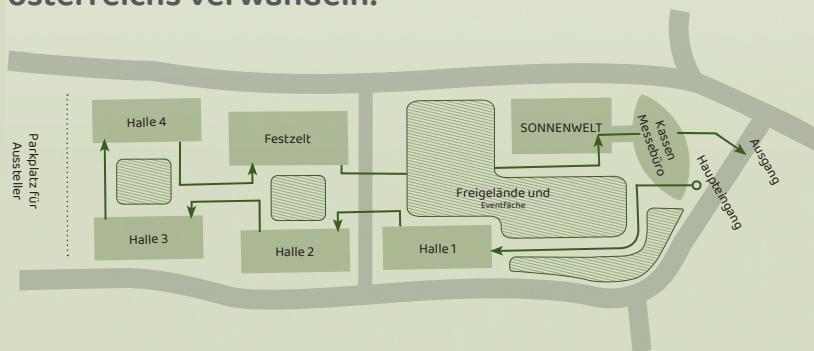 österreichs verwandeln.
Halle 4
Festzelt
SONNENWELT
Kassen
Messebüro
Ausgang
Haupteingang
Parkplatz für
Aussteller
Freigelände und
Eventfäche
Halle 3
Halle 2
Halle 1